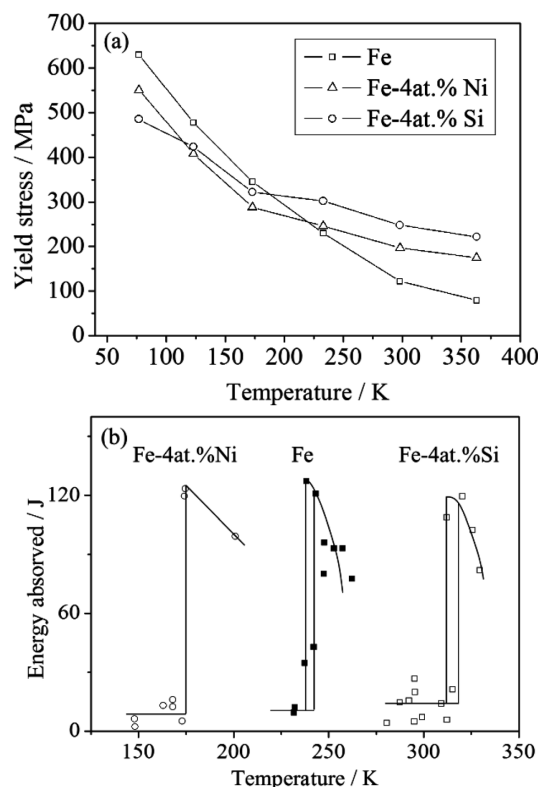 (a)
Fe
Fe-4at.% Ni
Fe-4at.% Si
700
600
500
400
300
200
100
0
Yield stress / MPa
50 100 150 200 250 300 350 400
Temperature / K
(b)
Fe-4at.%Ni Fe Fe-4at.%Si
120
60
0
Energy absorved / J
150 200 250 300 350
Temperature / K